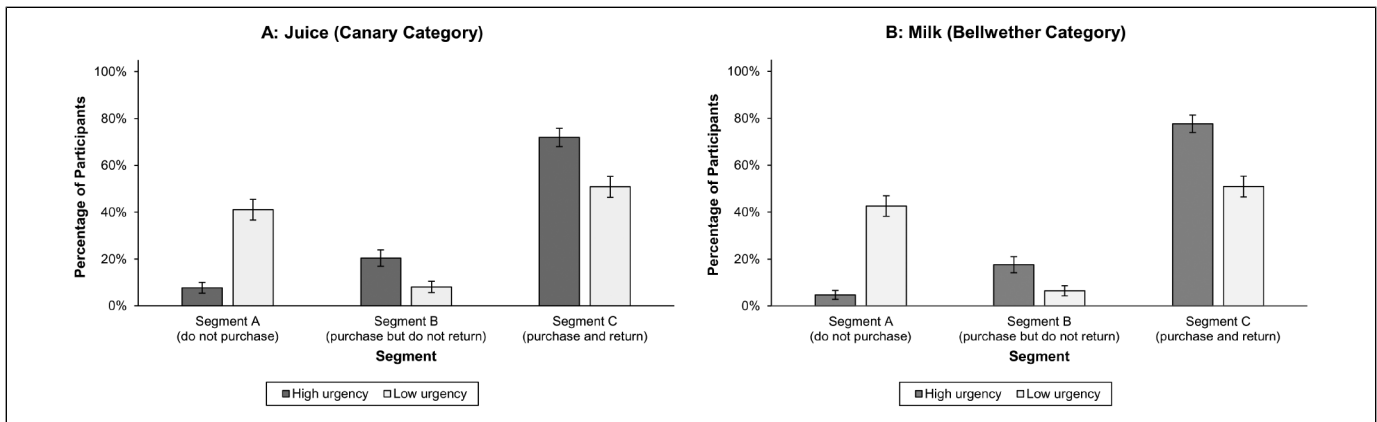 A: Juice (Canary Category)
Percentage of Participants
100%
80%
60%
40%
20%
0%
Segment A
(do not purchase)
Segment B
(purchase but do not return)
Segment C
(purchase and return)
Segment
High urgency
Low urgency
B: Milk (Bellwether Category)
Percentage of Participants
100%
80%
60%
40%
20%
0%
Segment A
(do not purchase)
Segment B
(purchase but do not return)
Segment C
(purchase and return)
Segment
High urgency
Low urgency